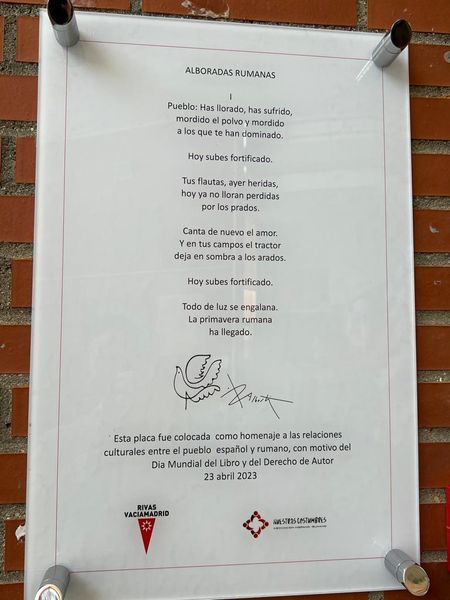 ALBORADAS RUMANAS
I
Pueblo: Has llorado, has sufrido,
mordido el polvo y mordido
a los que te han dominado.
Hoy subes fortificado.
Tus flautas, ayer heridas,
hoy ya no lloran perdidas
por los prados.
Canta de nuevo el amor.
Y en tus campos el tractor
deja en sombra a los arados.
Hoy subes fortificado.
Todo de luz se engalana.
La primavera rumana
ha llegado.
Esta placa fue colocada como homenaje a las relaciones
culturales entre el pueblo español y rumano, con motivo del
Dia Mundial del Libro y del Derecho de Autor
23 abril 2023
RIVAS
VACIAMADRID
NUESTRAS COSTUMBRES